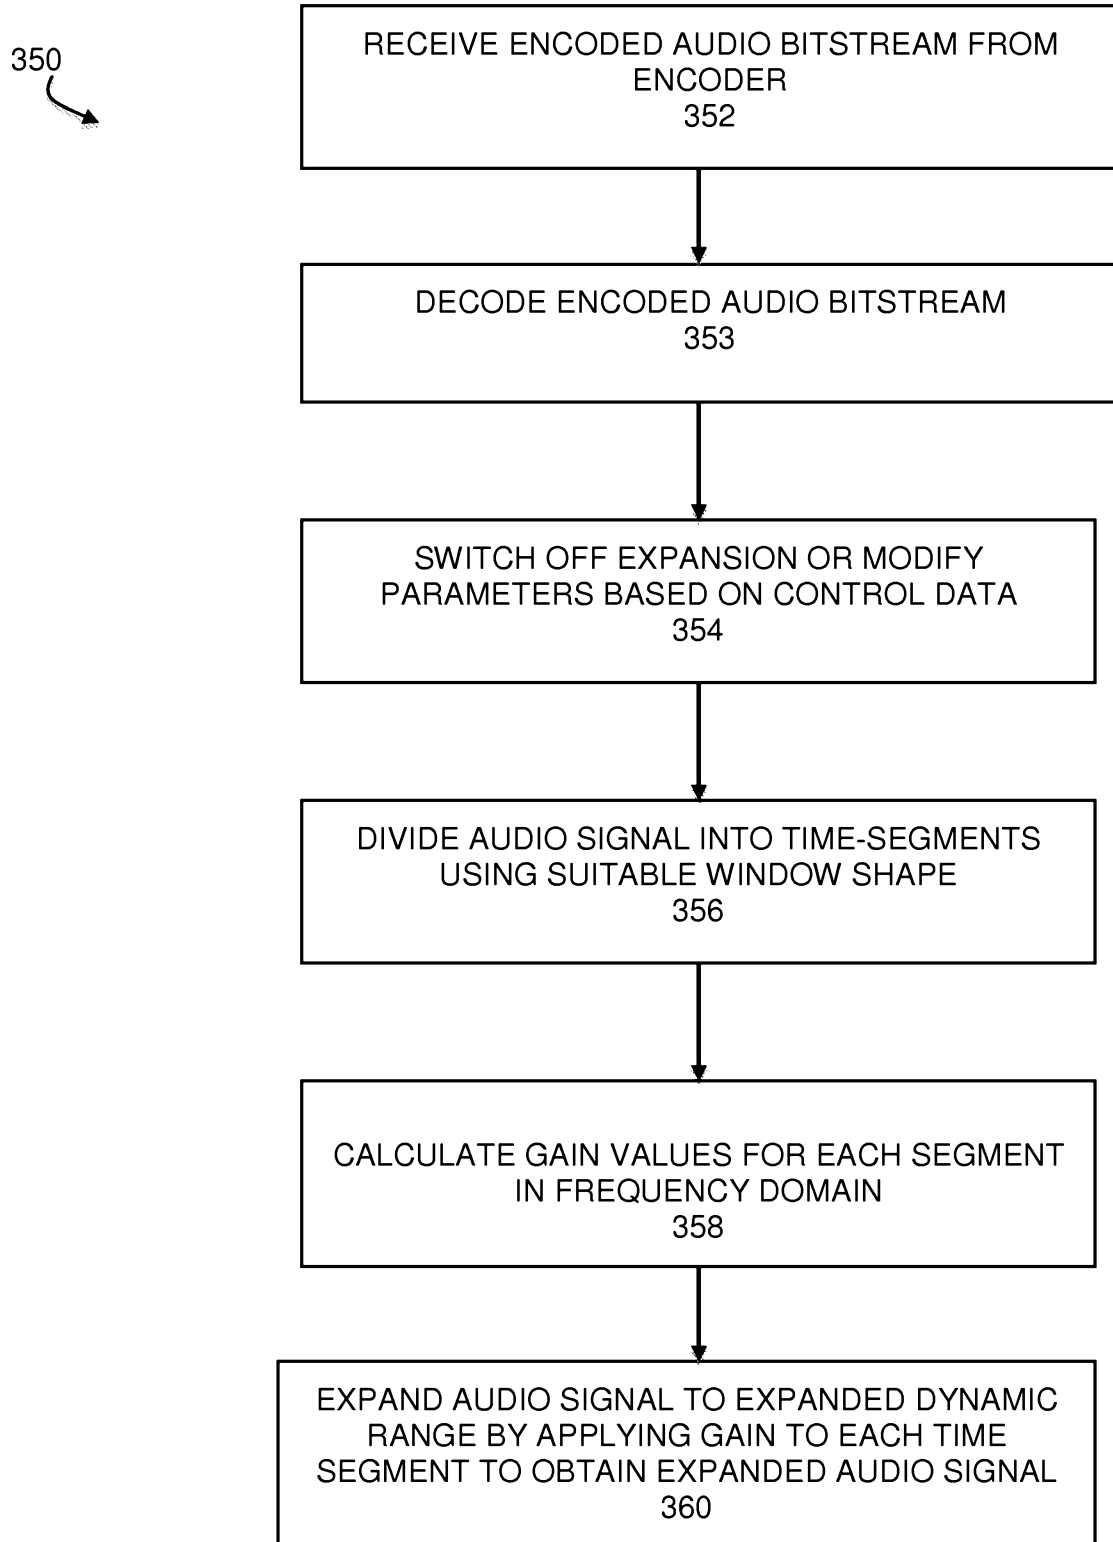 350
RECEIVE ENCODED AUDIO BITSTREAM FROM
ENCODER
352
DECODE ENCODED AUDIO BITSTREAM
353
SWITCH OFF EXPANSION OR MODIFY
PARAMETERS BASED ON CONTROL DATA
354
DIVIDE AUDIO SIGNAL INTO TIME-SEGMENTS
USING SUITABLE WINDOW SHAPE
356
CALCULATE GAIN VALUES FOR EACH SEGMENT
IN FREQUENCY DOMAIN
358
EXPAND AUDIO SIGNAL TO EXPANDED DYNAMIC
RANGE BY APPLYING GAIN TO EACH TIME
SEGMENT TO OBTAIN EXPANDED AUDIO SIGNAL
360